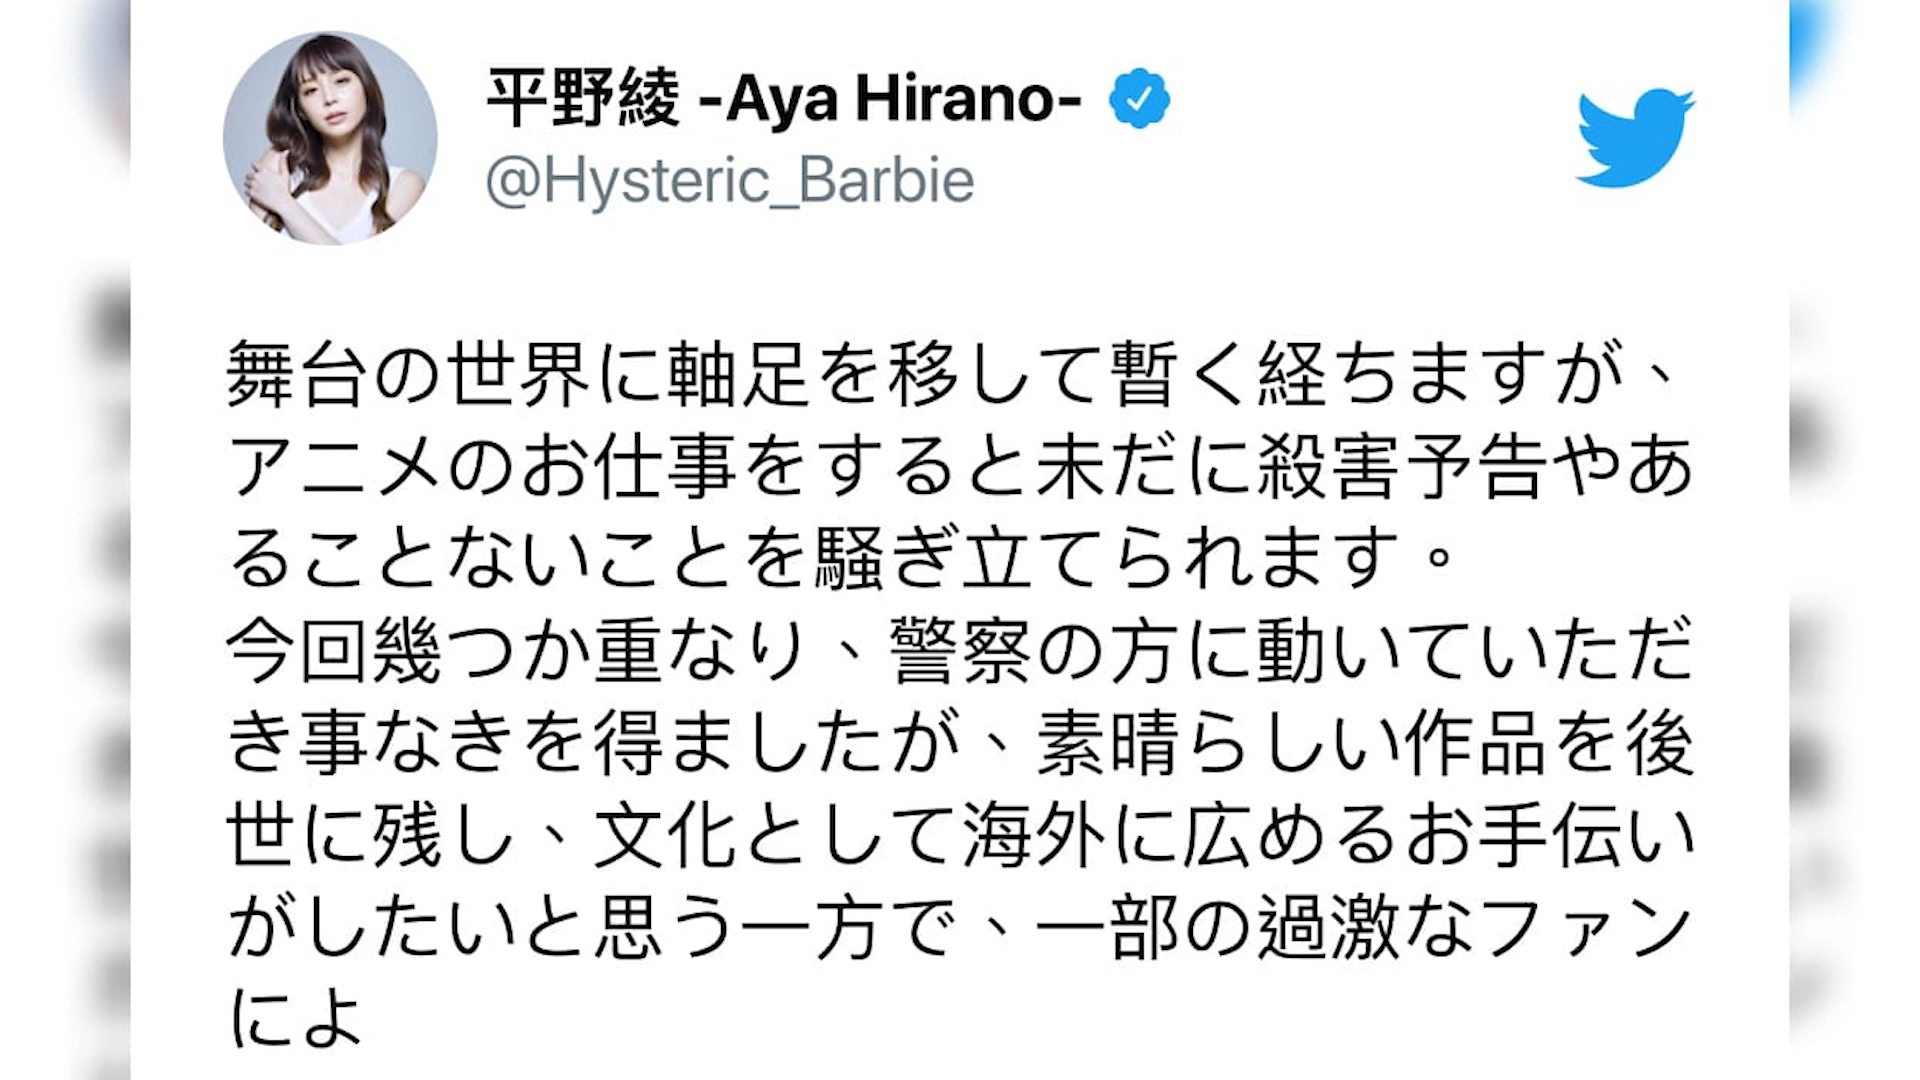 平野綾 -Aya Hirano-
@Hysteric_Barbie
舞台の世界に軸足を移して暫く経ちますが、
アニメのお仕事をすると未だに殺害予告やあ
ることないことを騒ぎ立てられます。
今回幾つか重なり、警察の方に動いていただ
き事なきを得ましたが、素晴らしい作品を後
世に残し、文化として海外に広めるお手伝い
がしたいと思う一方で、一部の過激なファン
によ